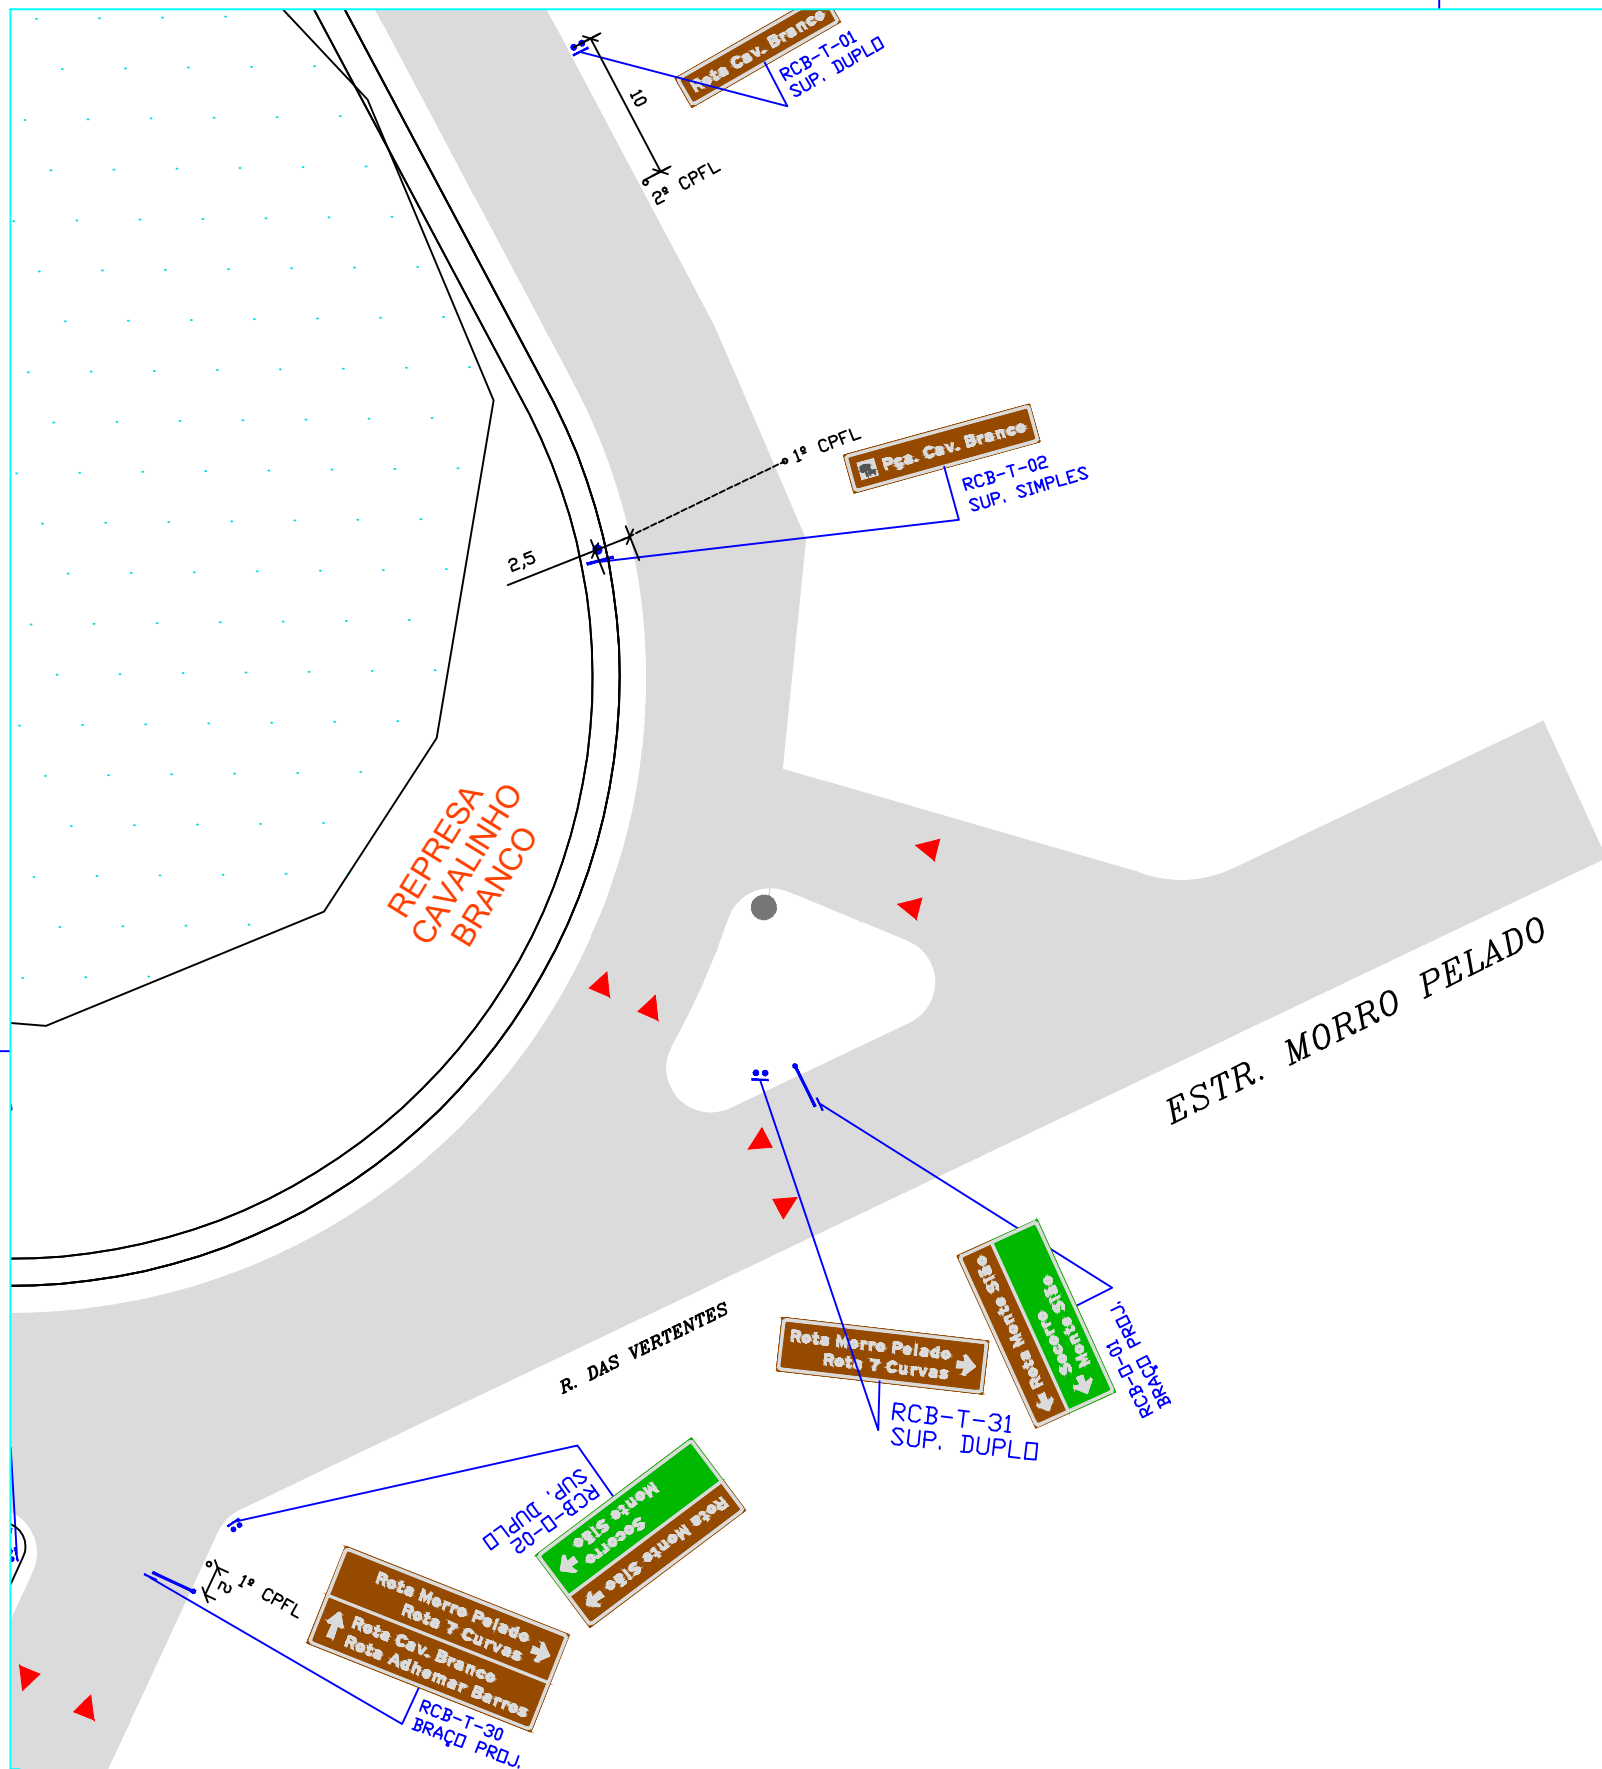 Rota Cav. Branco
RCB-T-01
SUP. DUPLO
10
2º CPFL
1º CPFL
Pça. Cav. Branco
RCB-T-02
SUP. SIMPLES
2,5
REPRESA
CAVALINHO
BRANCO
ESTR. MORRO PELADO
R. DAS VERTENTES
Rota Morro Pelado
Rota 7 Curvas
RCB-T-31
SUP. DUPLO
Socorro
Monte Sião
Rota Monte Sião
RCB-O-01
BRAÇO PROJ.
Socorro
Monte Sião
Rota Monte Sião
RCB-O-02
SUP. DUPLO
2
1º CPFL
Rota Morro Pelado
Rota 7 Curvas
Rota Cav. Branco
Rota Adhemar Barros
RCB-T-30
BRAÇO PROJ.